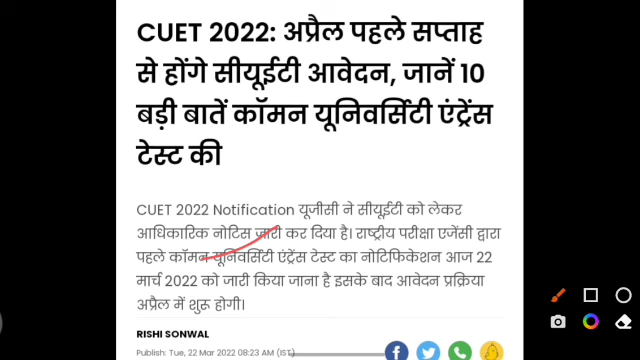 CUET 2022: अप्रैल पहले सप्ताह
से होंगे सीयूईटी आवेदन, जानें 10
बड़ी बातें कॉमन यूनिवर्सिटी एंट्रेंस
टेस्ट की
CUET 2022 Notification यूजीसी ने सीयूईटी को लेकर
आधिकारिक नोटिस जारी कर दिया है। राष्ट्रीय परीक्षा एजेंसी द्वारा
पहले कॉमन यूनिवर्सिटी एंट्रेंस टेस्ट का नोटिफिकेशन आज 22
मार्च 2022 को जारी किया जाना है इसके बाद आवेदन प्रक्रिया
अप्रैल में शुरू होगी।
RISHI SONWAL
Publish: Tue, 22 Mar 2022 08:23 AM (IST)